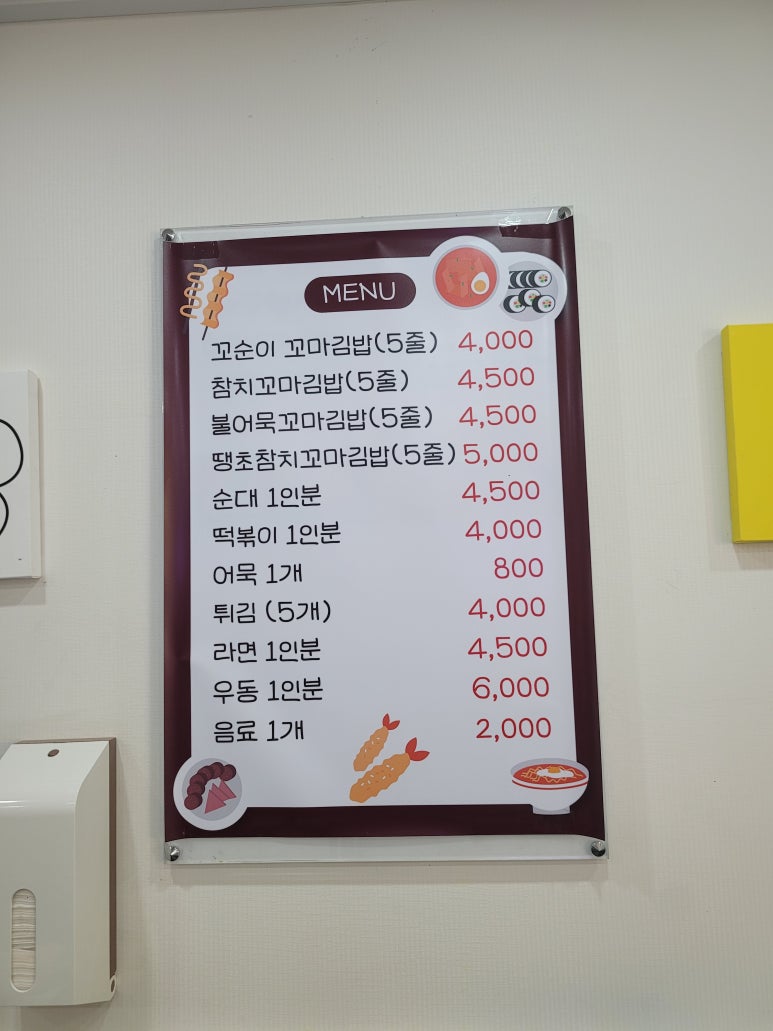 MENU
꼬순이 꼬마김밥(5줄) 4,000
참치꼬마김밥(5줄) 4,500
불어묵꼬마김밥(5줄) 4,500
땡초참치꼬마김밥(5줄) 5,000
순대 1인분 4,500
떡볶이 1인분 4,000
어묵 1개 800
튀김 (5개) 4,000
라면 1인분 4,500
우동 1인분 6,000
음료 1개 2,000